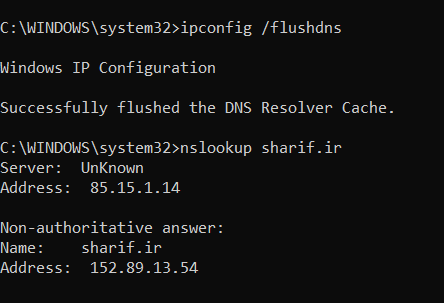 C:\WINDOWS\system32>ipconfig /flushdns
Windows IP Configuration
Successfully flushed the DNS Resolver Cache.
C:\WINDOWS\system32>nslookup sharif.ir
Server:  UnKnown
Address:  85.15.1.14
Non-authoritative answer:
Name:    sharif.ir
Address:  152.89.13.54